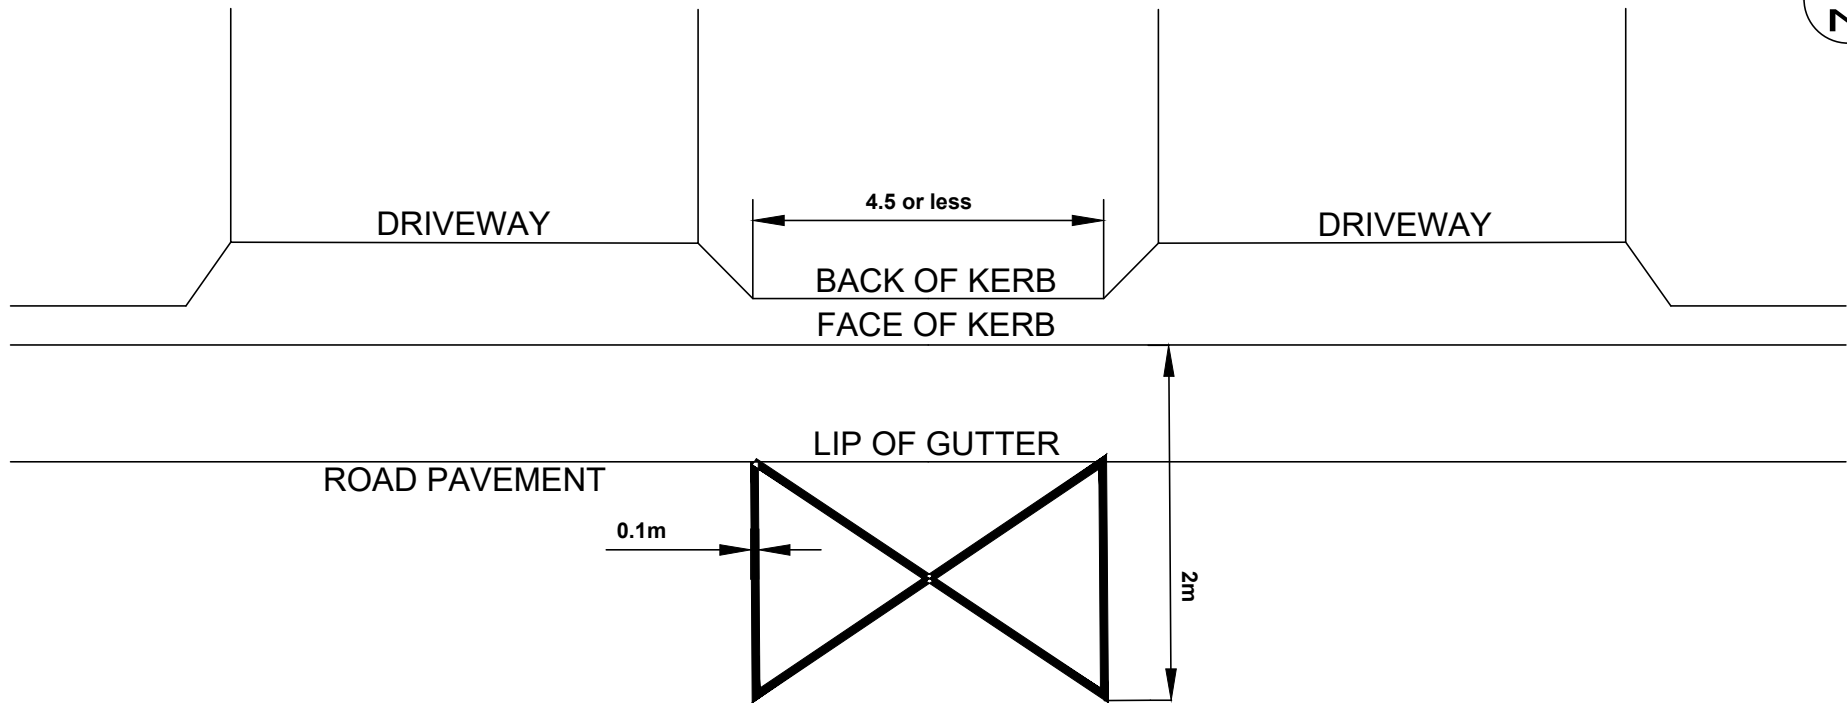 4.5 or less
DRIVEWAY
DRIVEWAY
BACK OF KERB
FACE OF KERB
LIP OF GUTTER
ROAD PAVEMENT
0.1m
2m